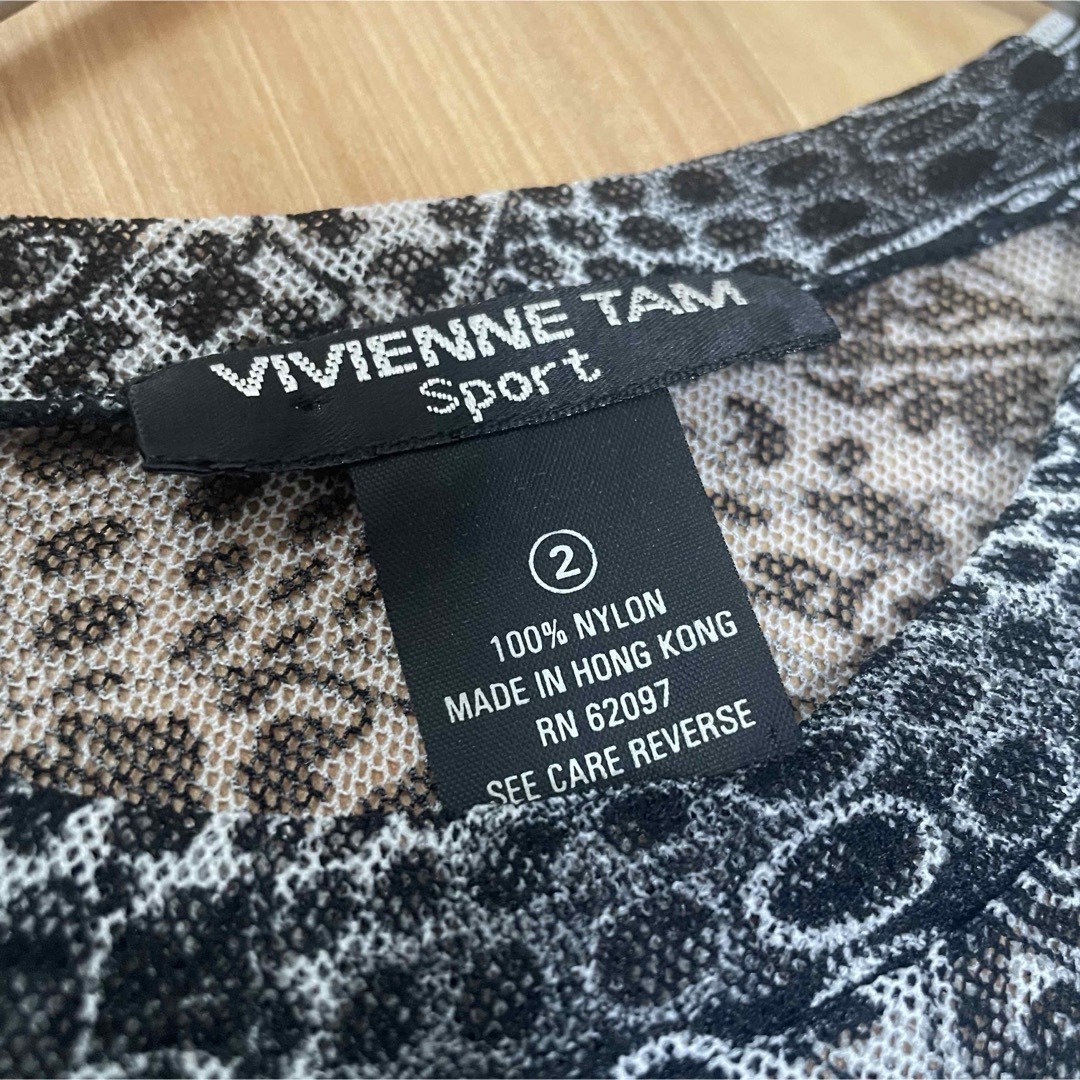 VIVIENNE TAM
Sport
2
100% NYLON
MADE IN HONG KONG
RN 62097
SEE CARE REVERSE